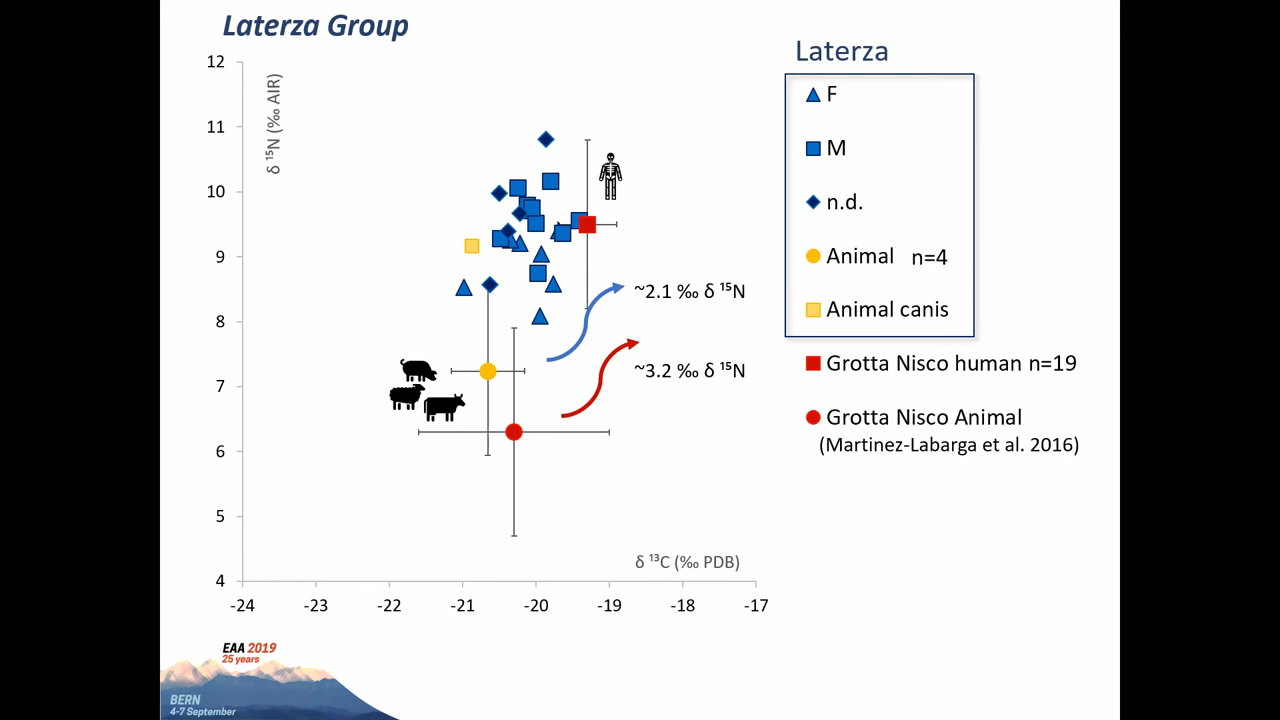 Laterza Group
12
11
10
9
8
7
6
5
4
-24 -23 -22 -21 -20 -19 -18 -17
δ ¹⁵N (‰ AIR)
δ ¹³C (‰ PDB)
~2.1 ‰ δ ¹⁵N
~3.2 ‰ δ ¹⁵N
Laterza
F
M
n.d.
Animal n=4
Animal canis
Grotta Nisco human n=19
Grotta Nisco Animal
(Martinez-Labarga et al. 2016)
EAA 2019
25 years
BERN
4-7 September